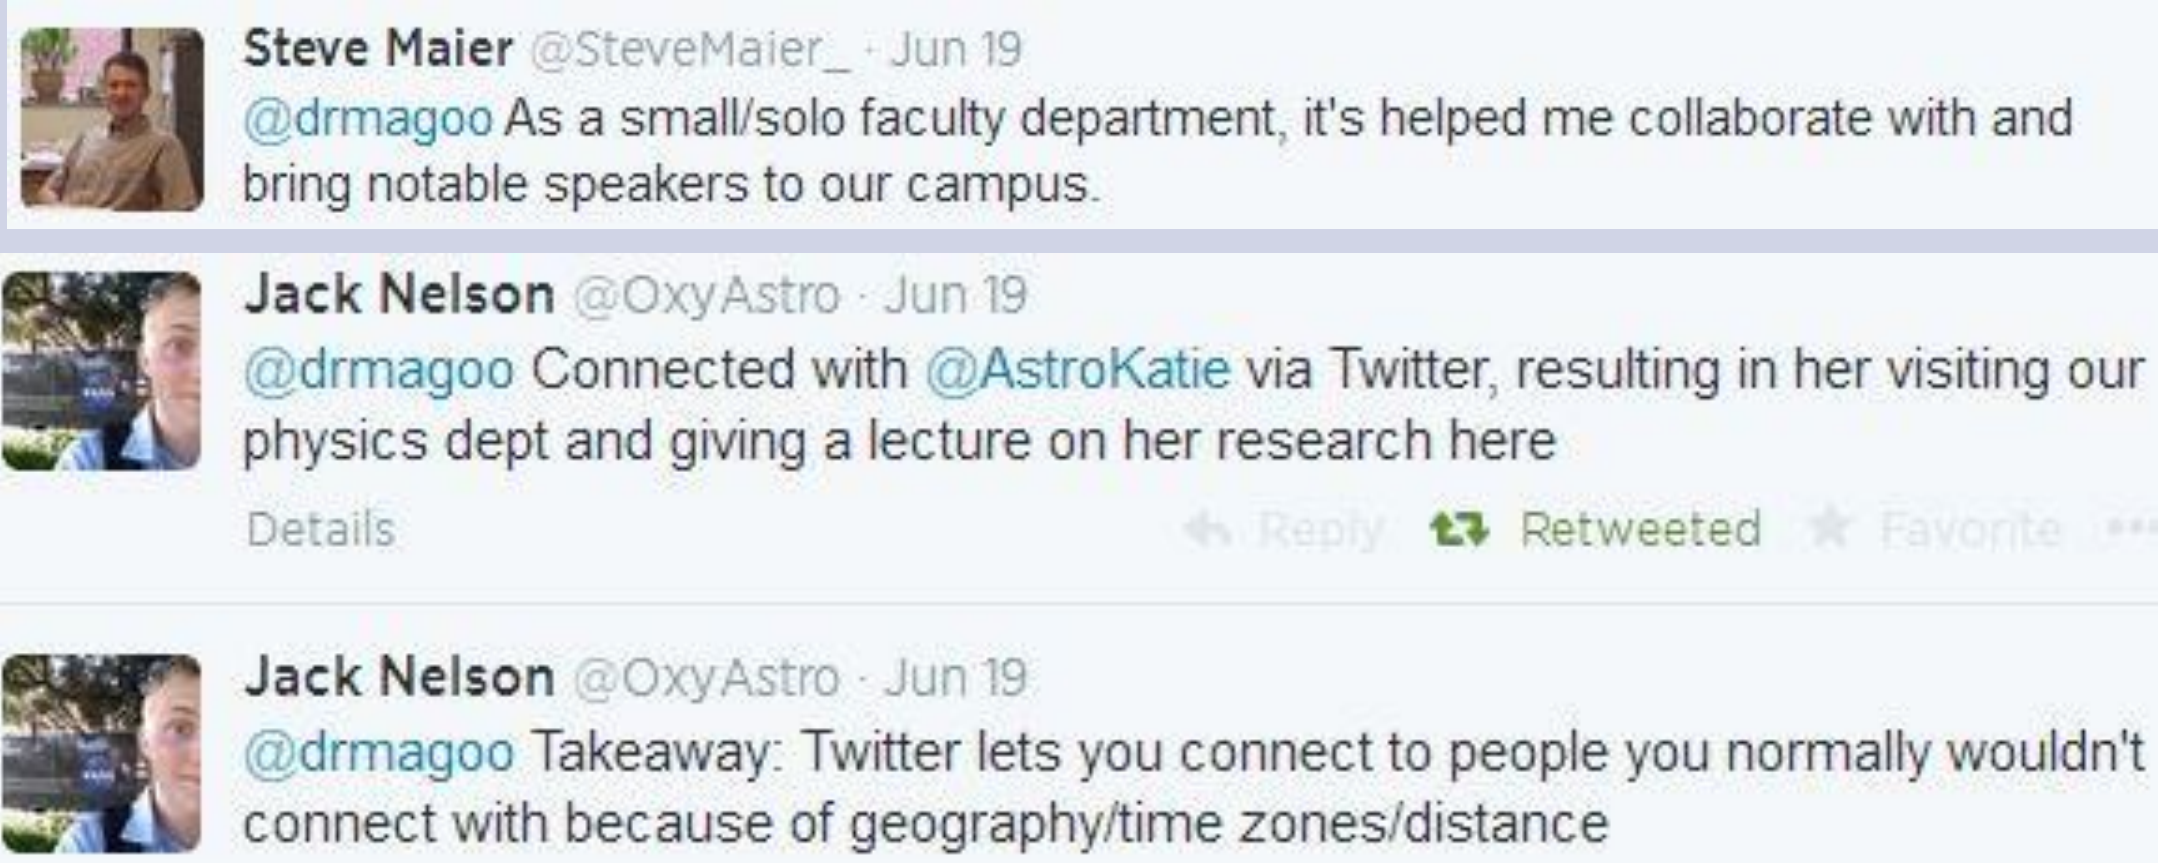 Steve Maier @SteveMaier_ · Jun 19
@drmagoo As a small/solo faculty department, it's helped me collaborate with and
bring notable speakers to our campus.
Jack Nelson @OxyAstro · Jun 19
@drmagoo Connected with @AstroKatie via Twitter, resulting in her visiting our
physics dept and giving a lecture on her research here
Details Reply Retweeted Favorite •••
Jack Nelson @OxyAstro · Jun 19
@drmagoo Takeaway: Twitter lets you connect to people you normally wouldn't
connect with because of geography/time zones/distance